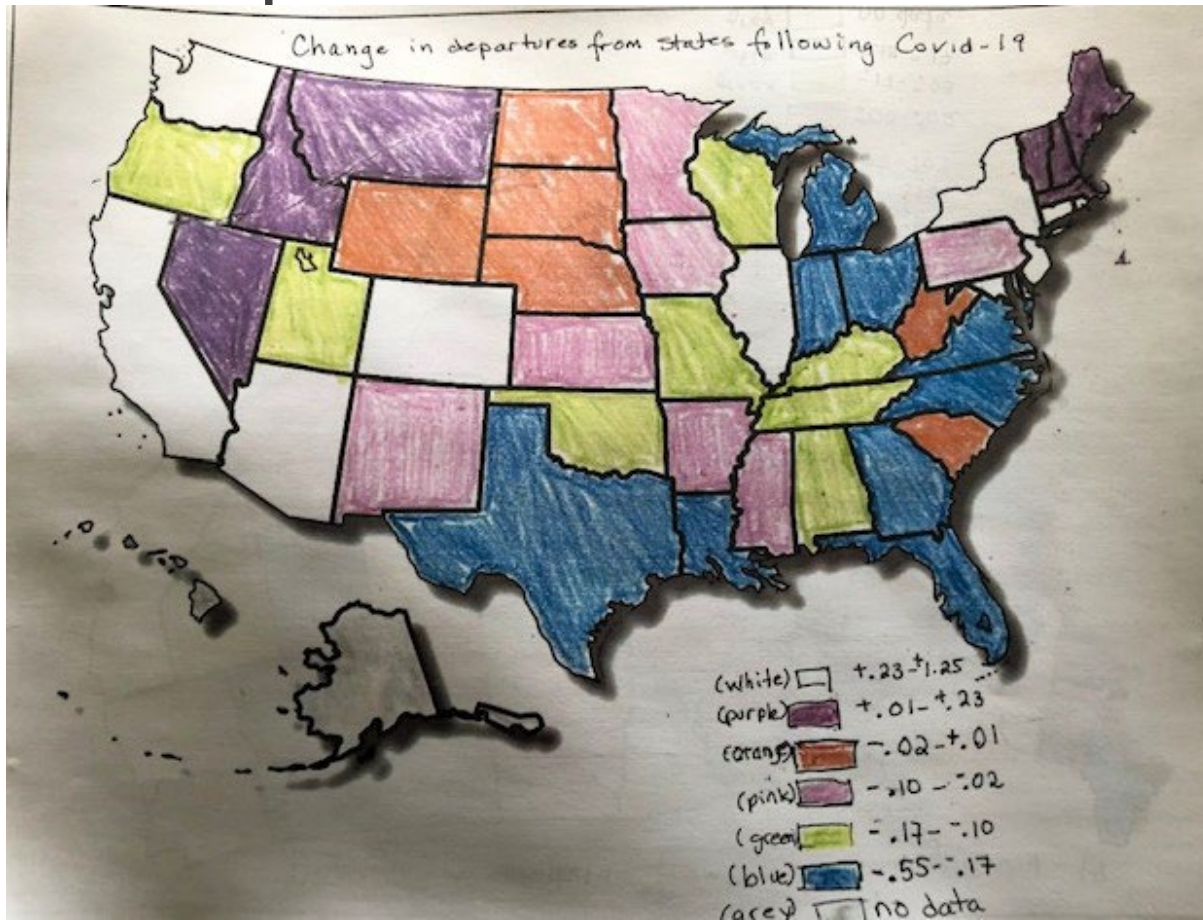 Change in departures from states following Covid-19
(white) +.23-+1.25
(purple) +.01-+.23
(orange) -.02-+.01
(pink) -.10--.02
(green) -.17--.10
(blue) -.55--.17
(grey) no data